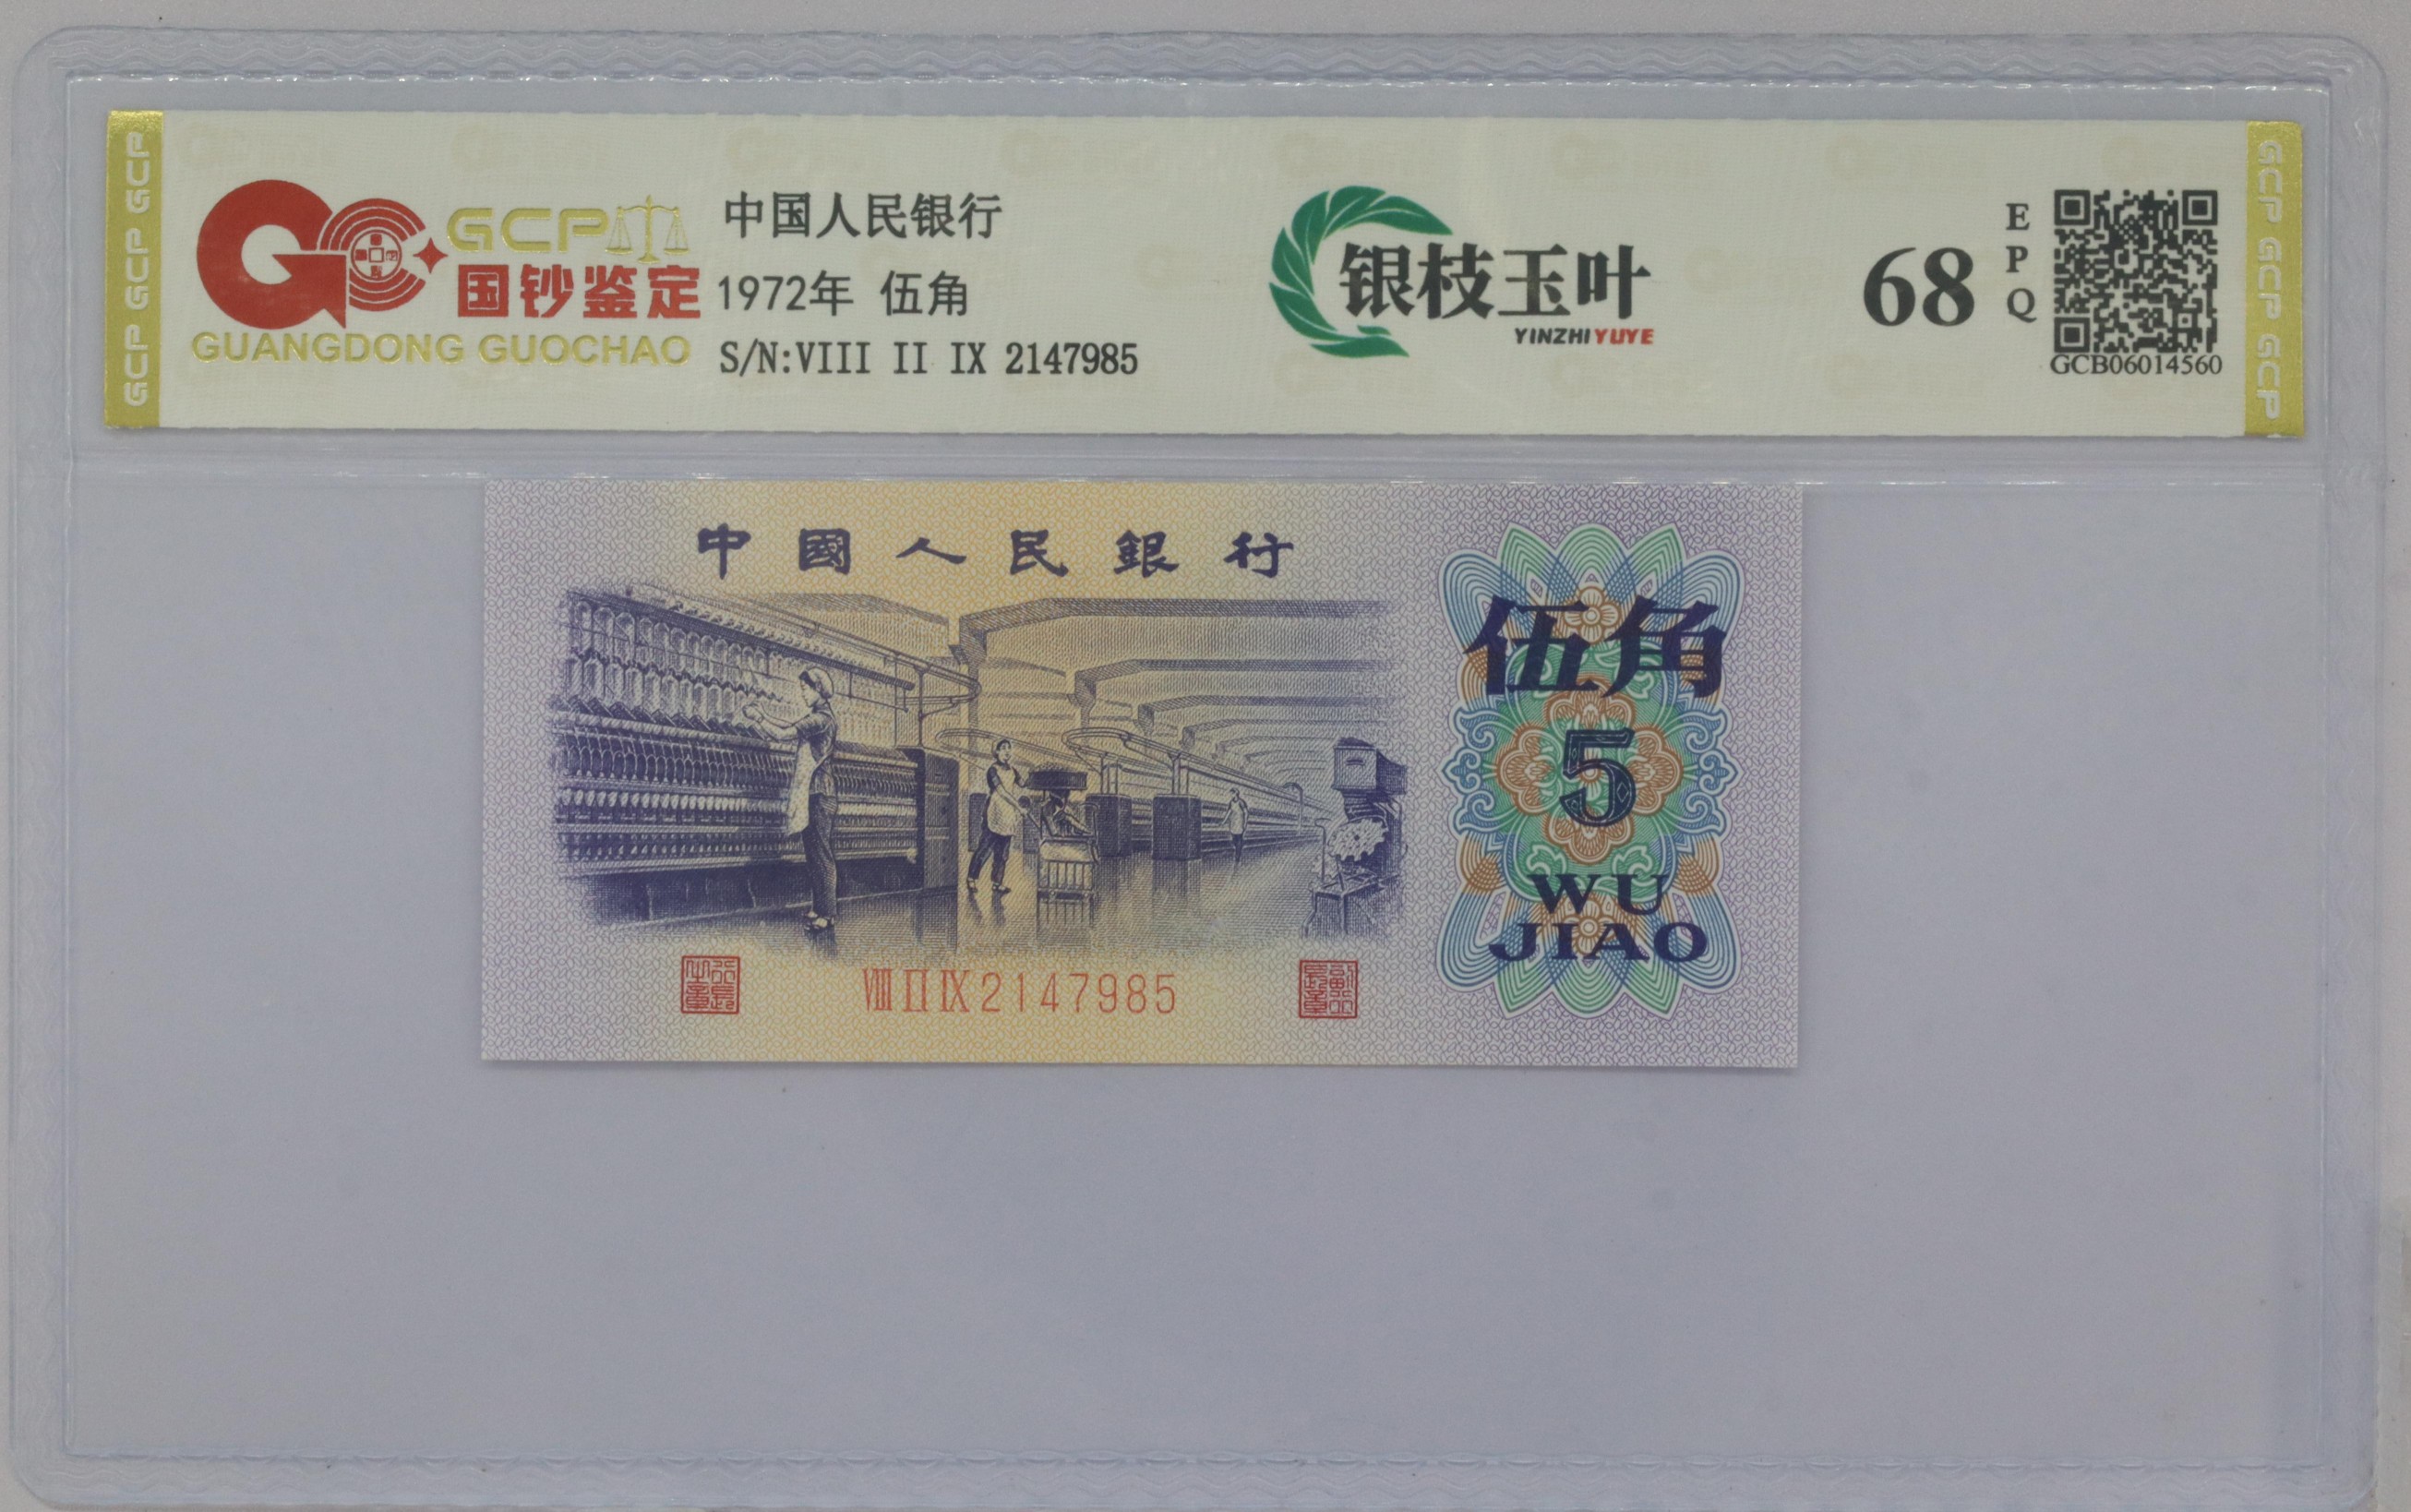 GCP GCP GCP
GCP
国钞鉴定
GUANGDONG GUOCHAO
中国人民银行
1972年 伍角
S/N:VIII II IX 2147985
银枝玉叶
YINZHIYUYE
68
EPQ
GCB06014560
GCP GCP GCP
中國人民銀行
伍角
5
WU
JIAO
VIII II IX 2147985